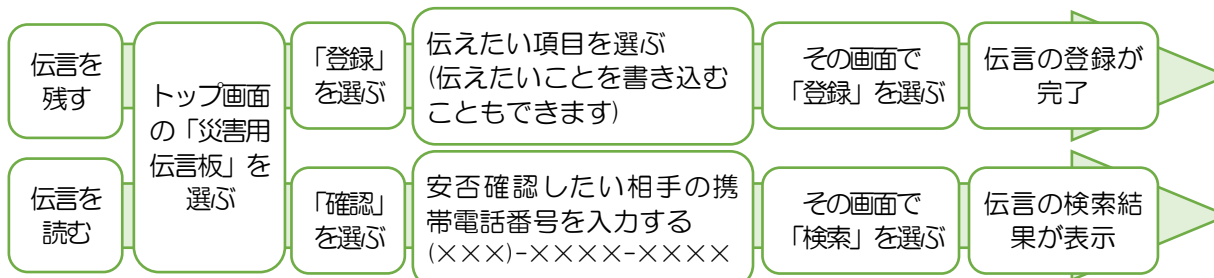 伝言を
残す
トップ画面
の「災害用
伝言板」を
選ぶ
「登録」
を選ぶ
伝えたい項目を選ぶ
(伝えたいことを書き込む
こともできます)
その画面で
「登録」を選ぶ
伝言の登録が
完了
伝言を
読む
「確認」
を選ぶ
安否確認したい相手の携
帯電話番号を入力する
(×××)-××××-××××
その画面で
「検索」を選ぶ
伝言の検索結
果が表示